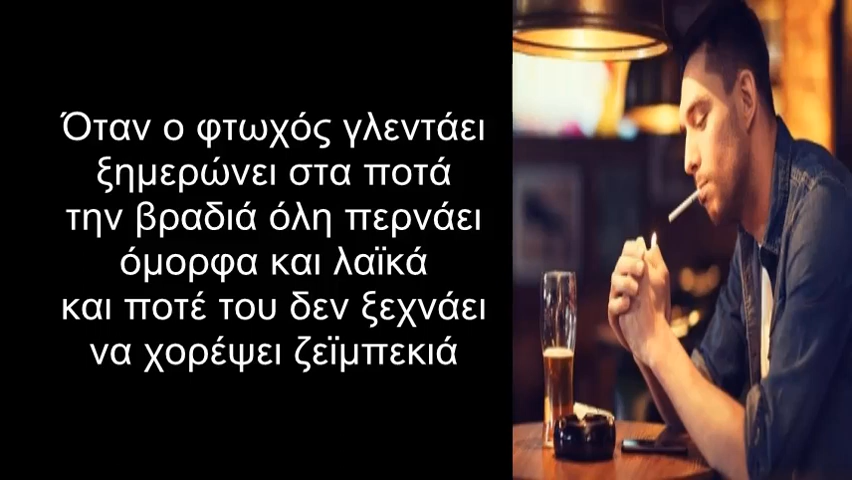 Όταν ο φτωχός γλεντάει
ξημερώνει στα ποτά
την βραδιά όλη περνάει
όμορφα και λαϊκά
και ποτέ του δεν ξεχνάει
να χορέψει ζεϊμπεκιά